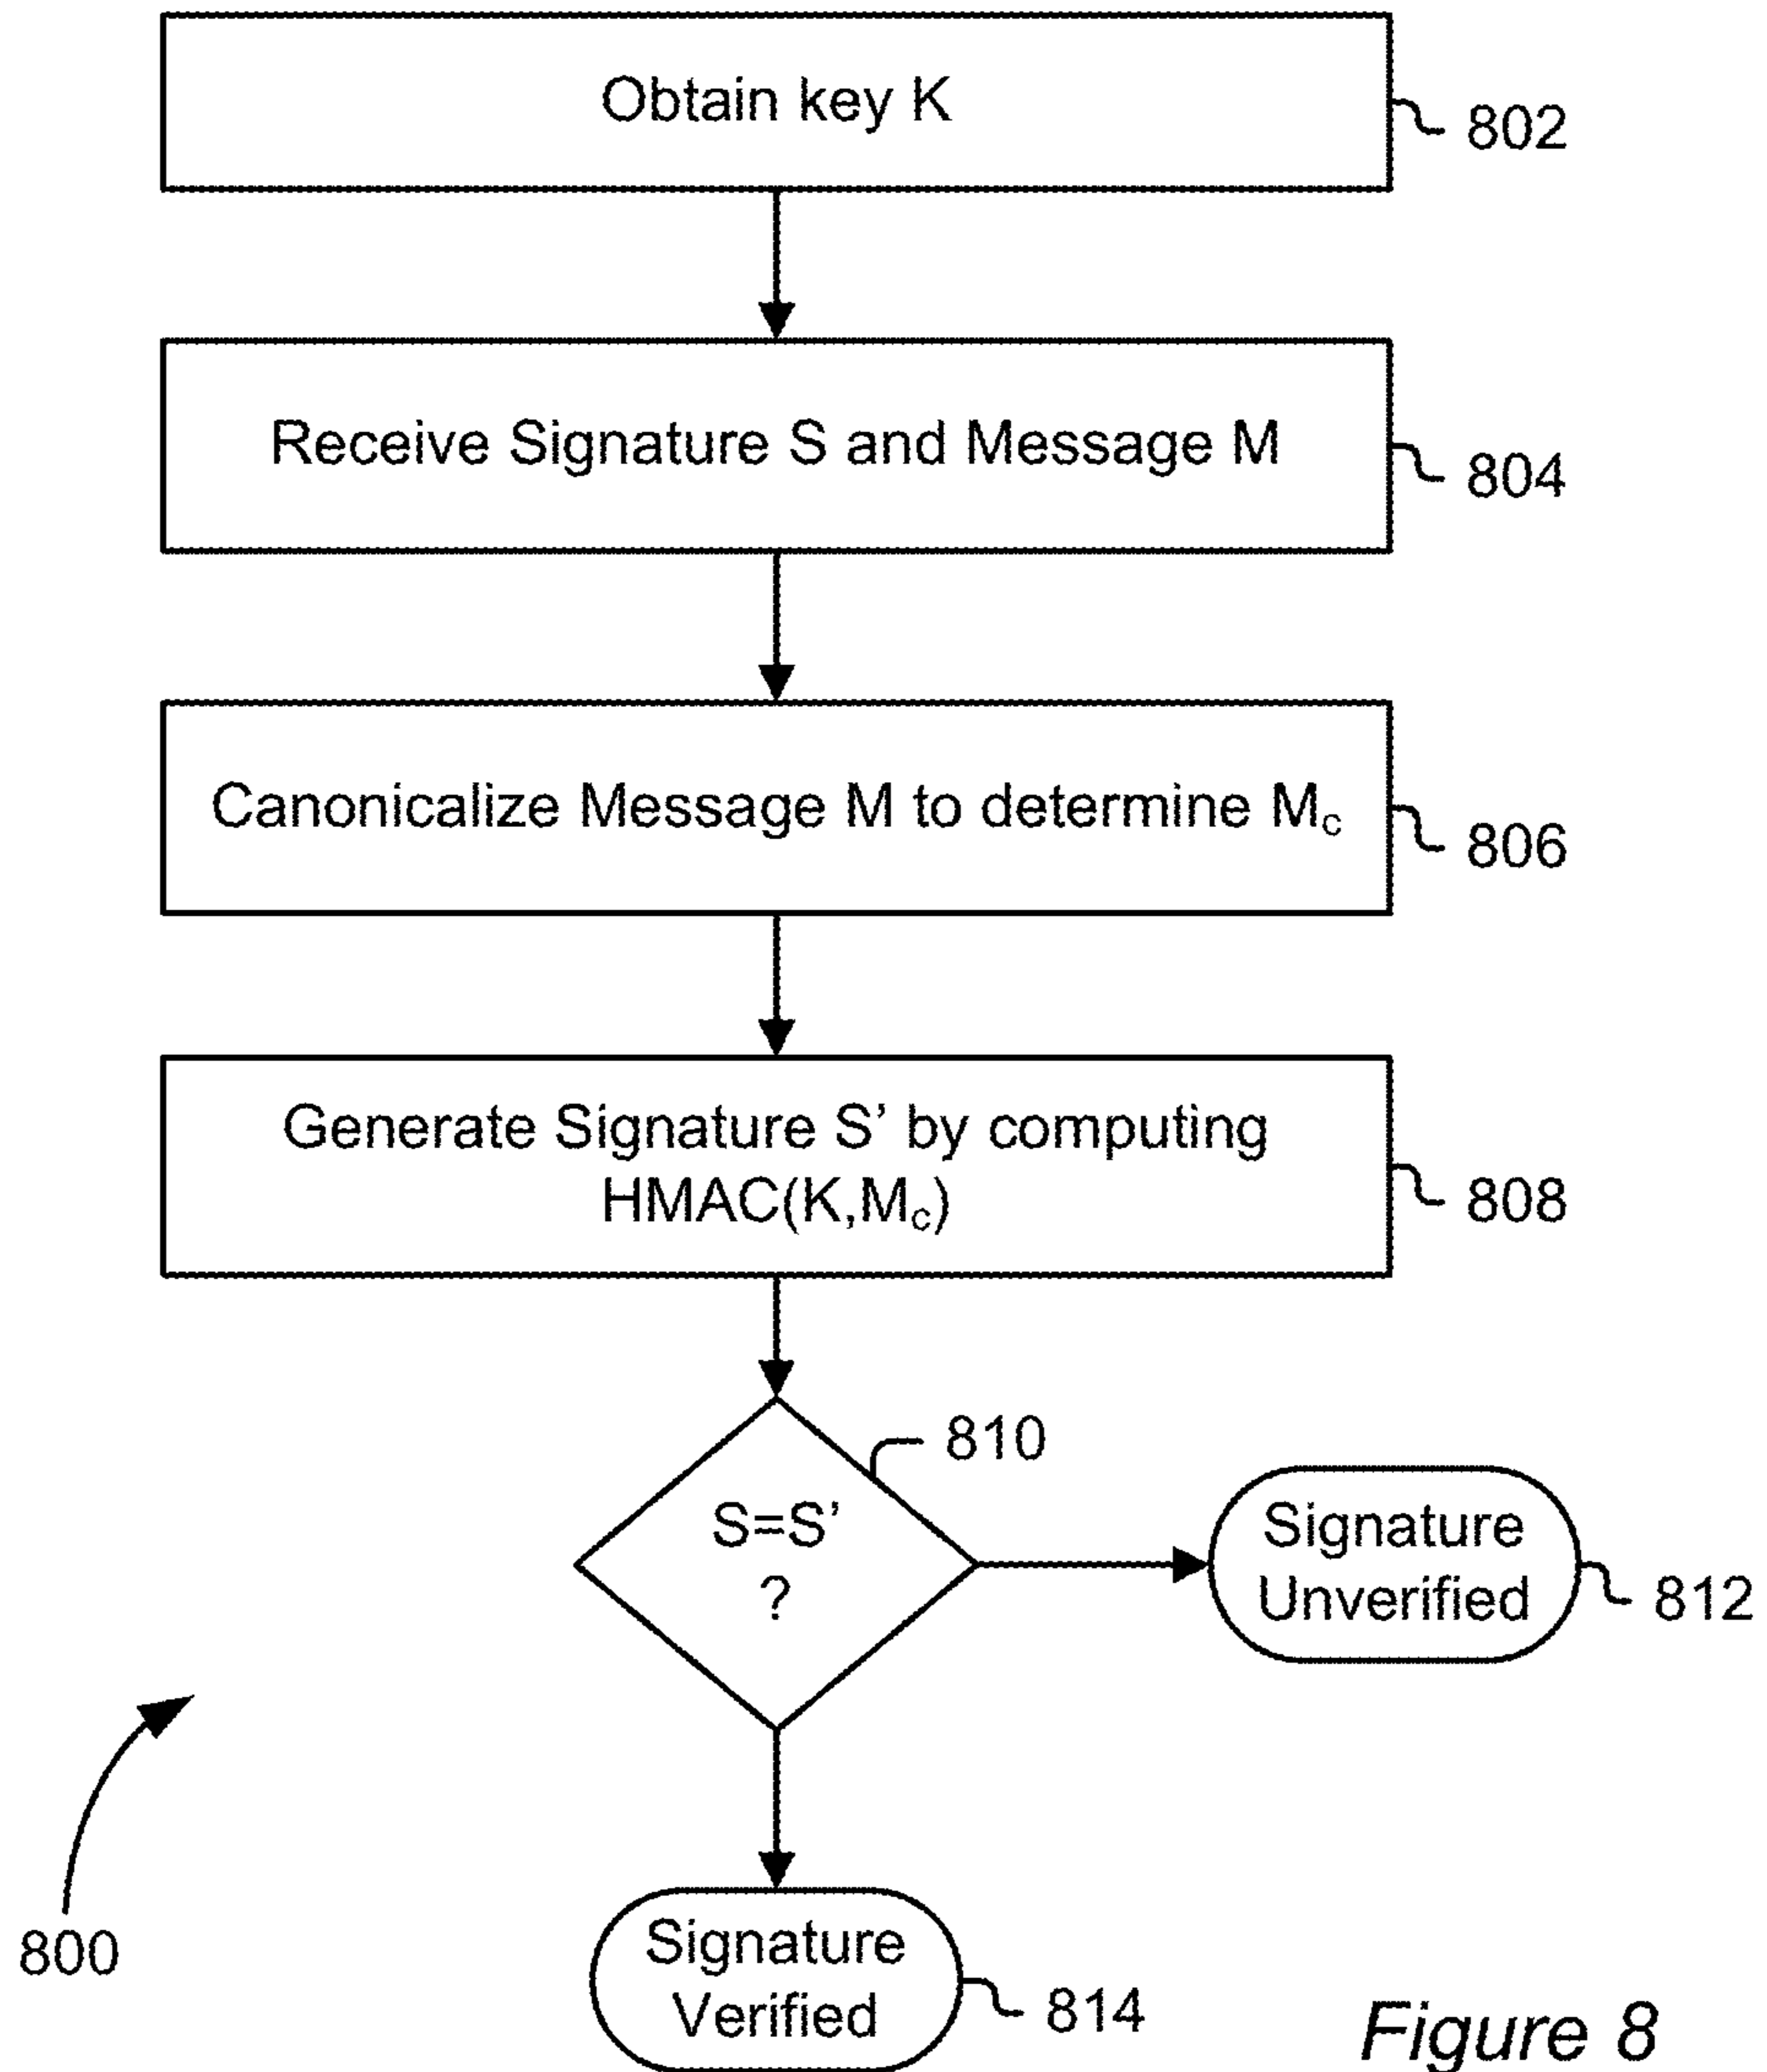 Obtain key K
802
Receive Signature S and Message M
804
Canonicalize Message M to determine Mc
806
Generate Signature S’ by computing
HMAC(K,Mc)
808
810
S=S’
?
Signature
Unverified
812
800
Signature
Verified
814
Figure 8